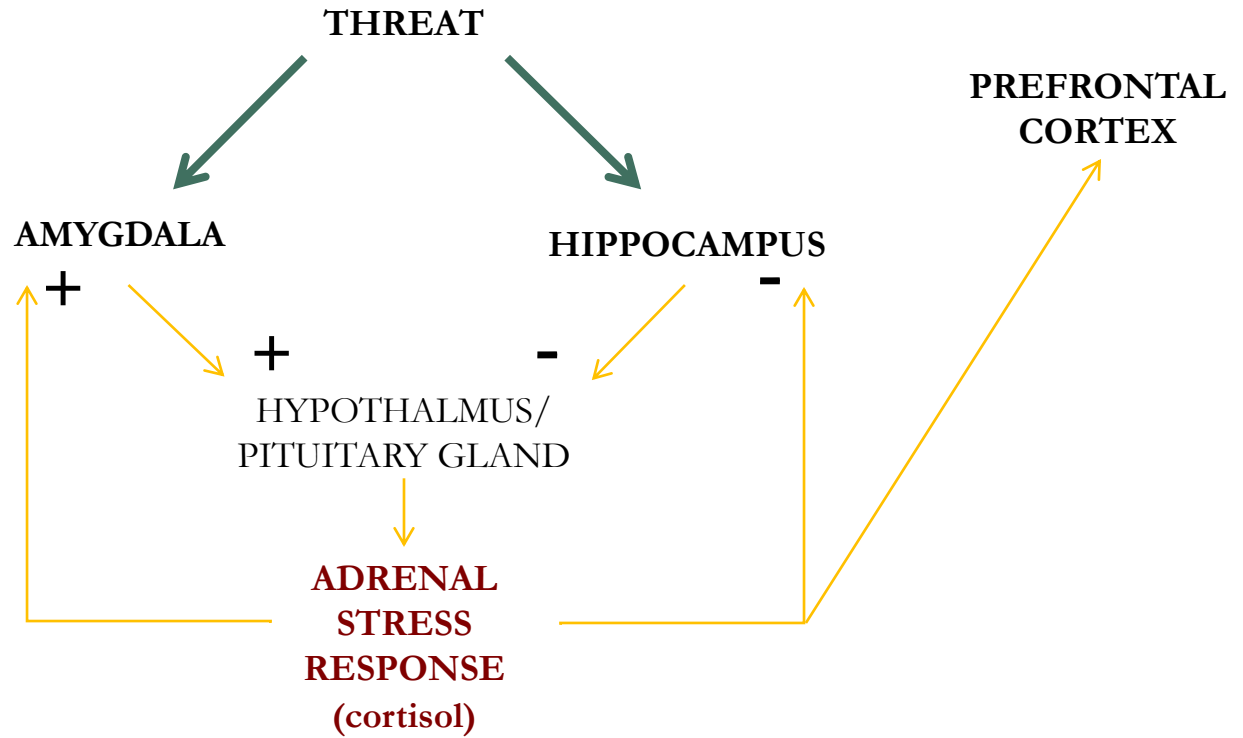 THREAT
PREFRONTAL
CORTEX
AMYGDALA
HIPPOCAMPUS
+
-
+
-
HYPOTHALMUS/
PITUITARY GLAND
ADRENAL
STRESS
RESPONSE
(cortisol)